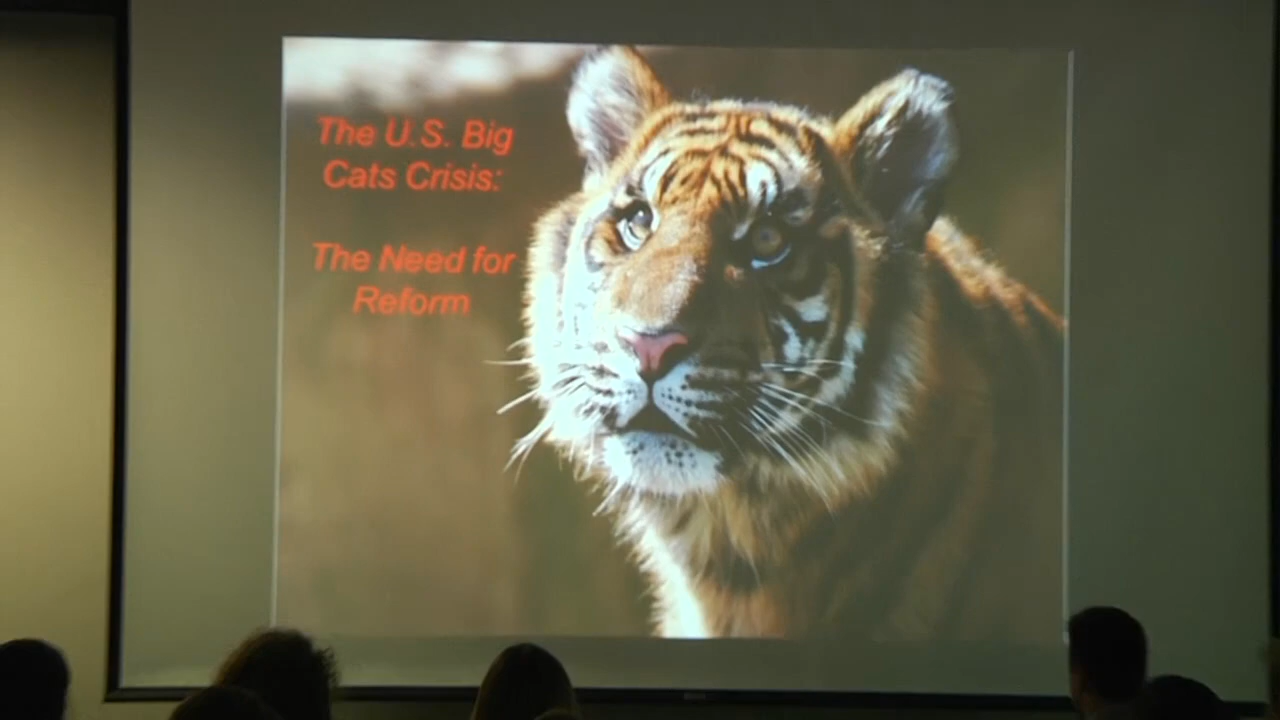 The U.S. Big
Cats Crisis:
The Need for
Reform